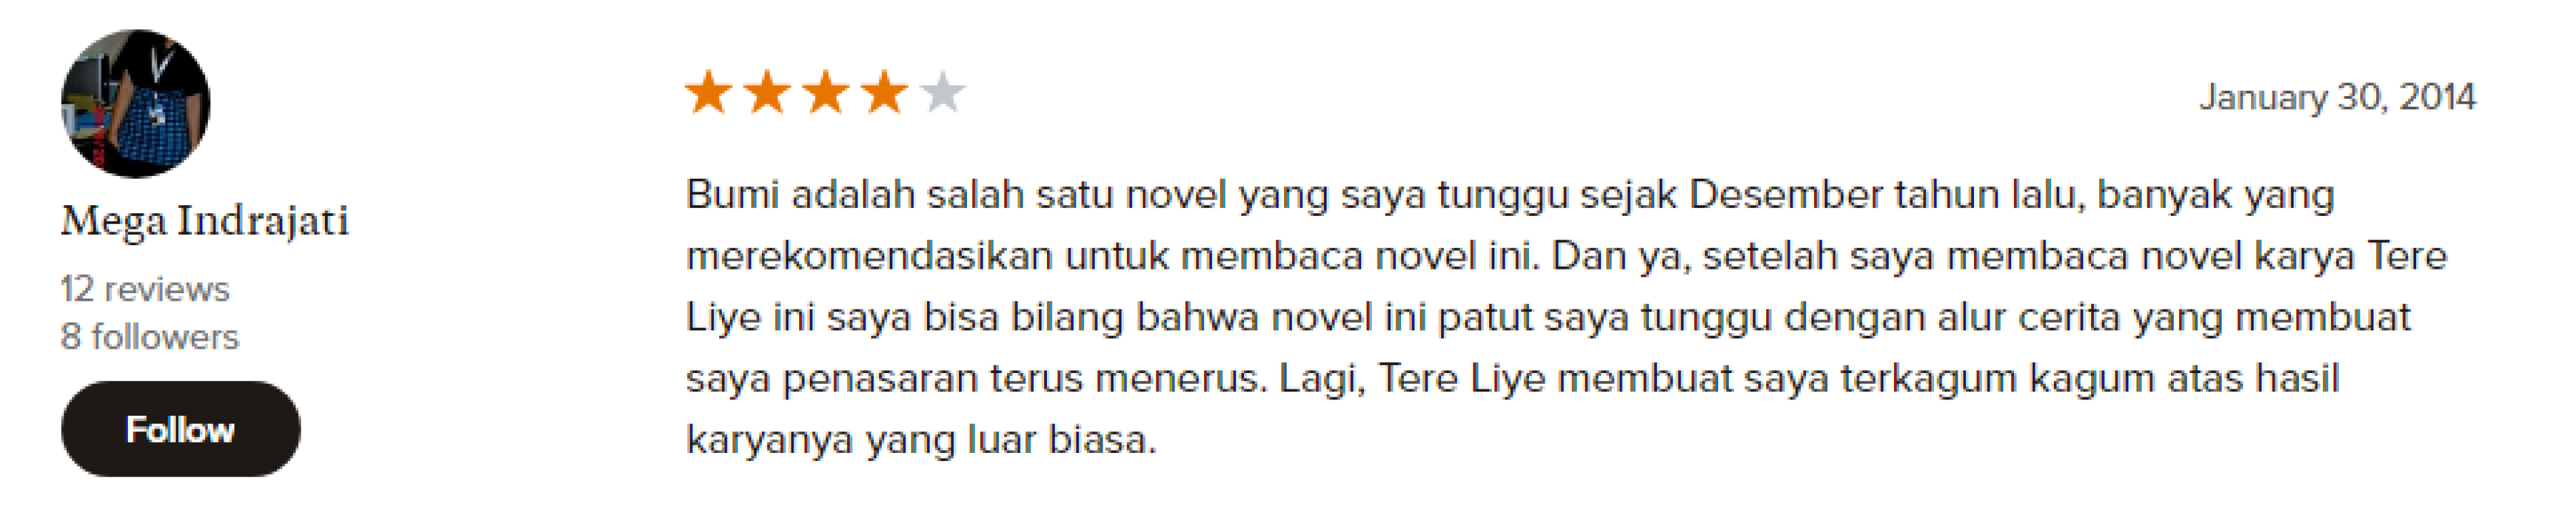 Mega Indrajati
12 reviews
8 followers
Follow
January 30, 2014
Bumi adalah salah satu novel yang saya tunggu sejak Desember tahun lalu, banyak yang
merekomendasikan untuk membaca novel ini. Dan ya, setelah saya membaca novel karya Tere
Liye ini saya bisa bilang bahwa novel ini patut saya tunggu dengan alur cerita yang membuat
saya penasaran terus menerus. Lagi, Tere Liye membuat saya terkagum kagum atas hasil
karyanya yang luar biasa.